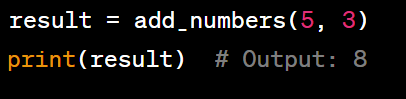 result = add_numbers(5, 3)
print(result)  # Output: 8